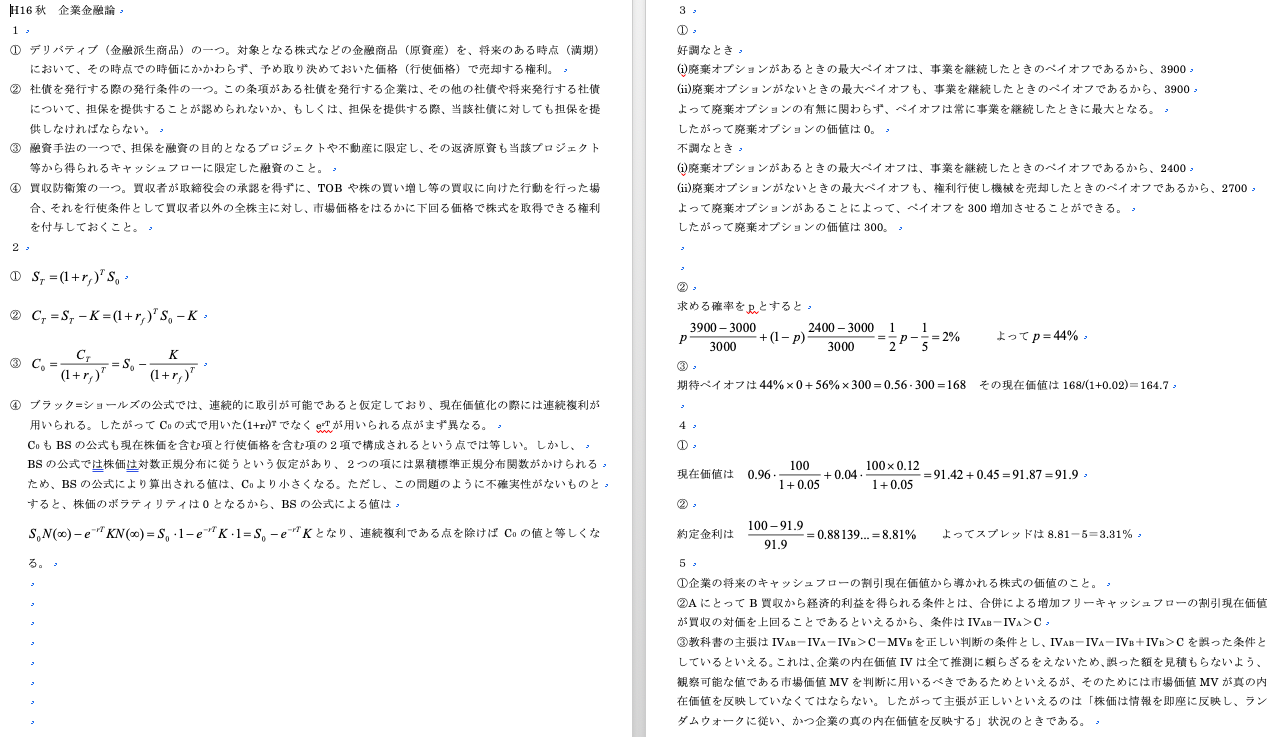 H16 秋　企業金融論
1
① デリバティブ（金融派生商品）の一つ。対象となる株式などの金融商品（原資産）を、将来のある時点（満期）
において、その時点での時価にかかわらず、予め取り決めておいた価格（行使価格）で売却する権利。
② 社債を発行する際の発行条件の一つ。この条項がある社債を発行する企業は、その他の社債や将来発行する社債
について、担保を提供することが認められないか、もしくは、担保を提供する際、当該社債に対しても担保を提
供しなければならない。
③ 融資手法の一つで、担保を融資の目的となるプロジェクトや不動産に限定し、その返済原資も当該プロジェクト
等から得られるキャッシュフローに限定した融資のこと。
④ 買収防衛策の一つ。買収者が取締役会の承認を得ずに、TOB や株の買い増し等の買収に向けた行動を行った場
合、それを行使条件として買収者以外の全株主に対し、市場価格をはるかに下回る価格で株式を取得できる権利
を付与しておくこと。
2
① S_T = (1+r_f)^T S_0
② C_T = S_T − K = (1+r_f)^T S_0 − K
③ C_0 = C_T/(1+r_f)^T = S_0 − K/(1+r_f)^T
④ ブラック=ショールズの公式では、連続的に取引が可能であると仮定しており、現在価値化の際には連続複利が
用いられる。したがって C0 の式で用いた(1+rf)^T でなく e^rT が用いられる点がまず異なる。
C0 も BS の公式も現在株価を含む項と行使価格を含む項の２項で構成されるという点では等しい。しかし、
BS の公式では株価は対数正規分布に従うという仮定があり、２つの項には累積標準正規分布関数がかけられる
ため、BS の公式により算出される値は、C0 より小さくなる。ただし、この問題のように不確実性がないものと
すると、株価のボラティリティは 0 となるから、BS の公式による値は
S_0N(∞) − e^−rT KN(∞) = S_0・1 − e^−rT K・1 = S_0 − e^−rT K となり、連続複利である点を除けば C0 の値と等しくな
る。
3
①
好調なとき
(i)廃棄オプションがあるときの最大ペイオフは、事業を継続したときのペイオフであるから、3900
(ii)廃棄オプションがないときの最大ペイオフも、事業を継続したときのペイオフであるから、3900
よって廃棄オプションの有無に関わらず、ペイオフは常に事業を継続したときに最大となる。
したがって廃棄オプションの価値は 0。
不調なとき
(i)廃棄オプションがあるときの最大ペイオフは、事業を継続したときのペイオフであるから、2400
(ii)廃棄オプションがないときの最大ペイオフも、権利行使し機械を売却したときのペイオフであるから、2700
よって廃棄オプションがあることによって、ペイオフを 300 増加させることができる。
したがって廃棄オプションの価値は 300。
②
求める確率を p とすると
p (3900−3000)/3000 + (1−p) (2400−3000)/3000 = 1/2 p − 1/5 = 2%　よって p = 44%
③
期待ペイオフは 44%×0+56%×300=0.56·300=168　その現在価値は 168/(1+0.02)＝164.7
4
①
現在価値は　0.96·100/(1+0.05) + 0.04·(100×0.12)/(1+0.05) = 91.42+0.45 = 91.87 = 91.9
②
約定金利は　(100−91.9)/91.9 = 0.88139... = 8.81%　よってスプレッドは 8.81−5＝3.31%
5
①企業の将来のキャッシュフローの割引現在価値から導かれる株式の価値のこと。
②A にとって B 買収から経済的利益を得られる条件とは、合併による増加フリーキャッシュフローの割引現在価値
が買収の対価を上回ることであるといえるから、条件は IVAB−IVA＞C
③教科書の主張は IVAB−IVA−IVB＞C−MVB を正しい判断の条件とし、IVAB−IVA−IVB＋IVB＞C を誤った条件と
しているといえる。これは、企業の内在価値 IV は全て推測に頼らざるをえないため、誤った額を見積もらないよう、
観察可能な値である市場価値 MV を判断に用いるべきであるためといえるが、そのためには市場価値 MV が真の内
在価値を反映していなくてはならない。したがって主張が正しいといえるのは「株価は情報を即座に反映し、ラン
ダムウォークに従い、かつ企業の真の内在価値を反映する」状況のときである。